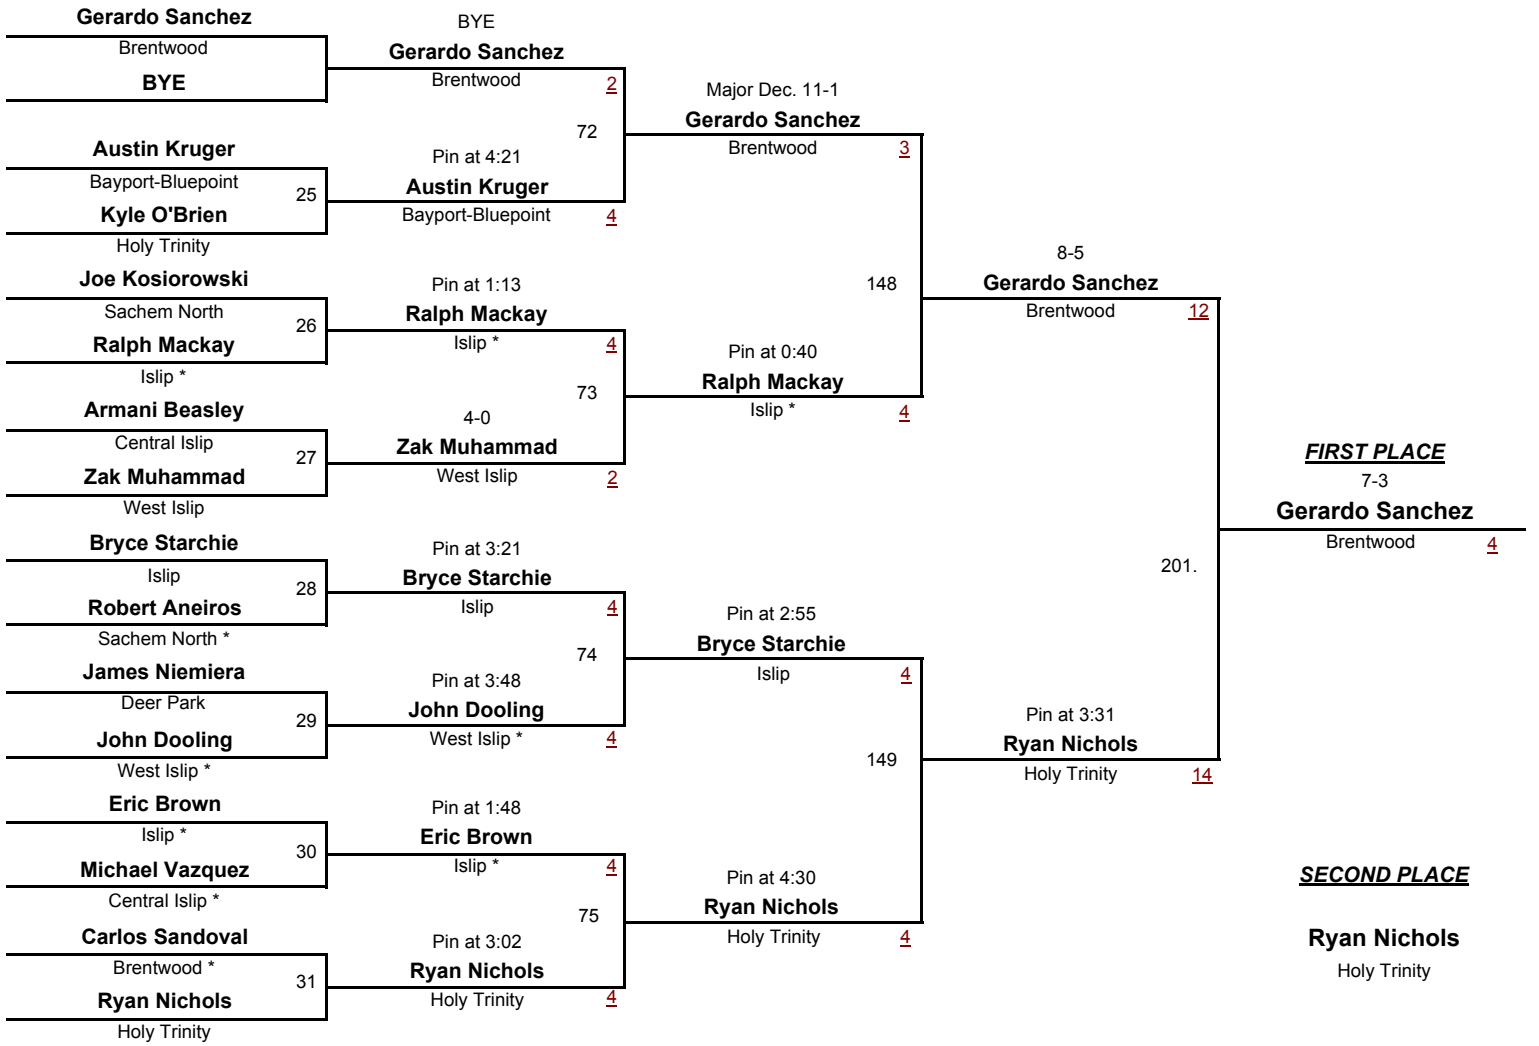 Gerardo Sanchez
Brentwood
BYE
Austin Kruger
Bayport-Bluepoint
25
Kyle O'Brien
Holy Trinity
Joe Kosiorowski
Sachem North
26
Ralph Mackay
Islip *
Armani Beasley
Central Islip
27
Zak Muhammad
West Islip
Bryce Starchie
Islip
28
Robert Aneiros
Sachem North *
James Niemiera
Deer Park
29
John Dooling
West Islip *
Eric Brown
Islip *
30
Michael Vazquez
Central Islip *
Carlos Sandoval
Brentwood *
31
Ryan Nichols
Holy Trinity
BYE
Gerardo Sanchez
Brentwood
2
72
Pin at 4:21
Austin Kruger
Bayport-Bluepoint
4
Pin at 1:13
Ralph Mackay
Islip *
4
73
4-0
Zak Muhammad
West Islip
2
Pin at 3:21
Bryce Starchie
Islip
4
74
Pin at 3:48
John Dooling
West Islip *
4
Pin at 1:48
Eric Brown
Islip *
4
75
Pin at 3:02
Ryan Nichols
Holy Trinity
4
Major Dec. 11-1
Gerardo Sanchez
Brentwood
3
148
Pin at 0:40
Ralph Mackay
Islip *
4
Pin at 2:55
Bryce Starchie
Islip
4
149
Pin at 4:30
Ryan Nichols
Holy Trinity
4
8-5
Gerardo Sanchez
Brentwood
12
201.
Pin at 3:31
Ryan Nichols
Holy Trinity
14
FIRST PLACE
7-3
Gerardo Sanchez
Brentwood
4
SECOND PLACE
Ryan Nichols
Holy Trinity